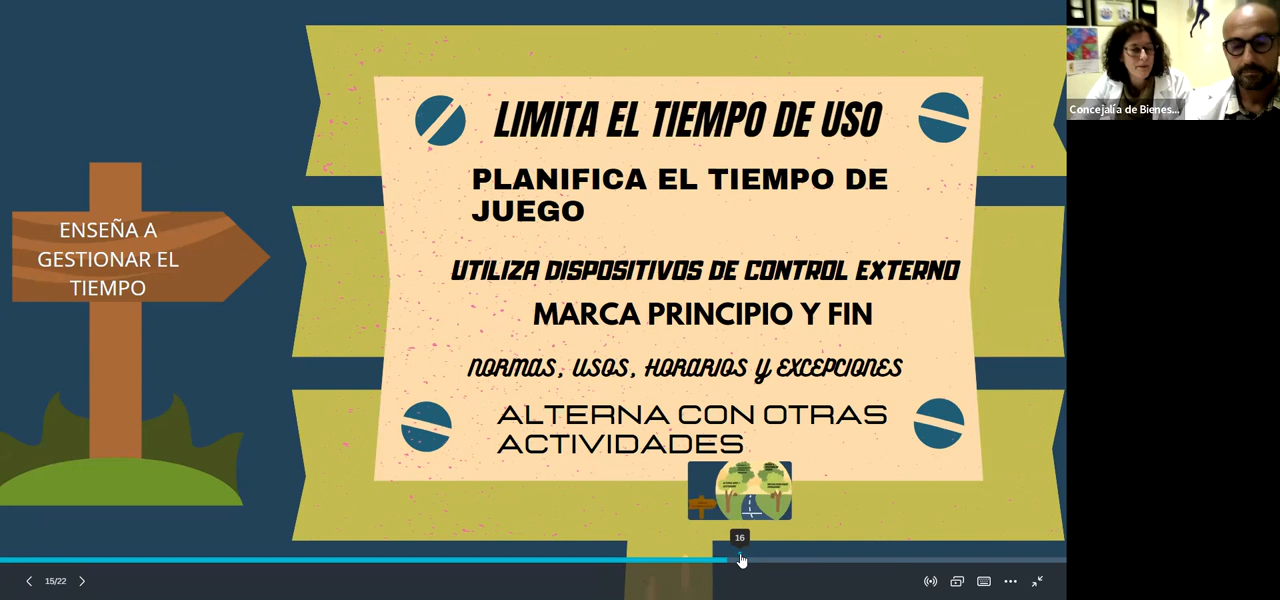 LIMITA EL TIEMPO DE USO
PLANIFICA EL TIEMPO DE
JUEGO
ENSEÑA A
GESTIONAR EL
TIEMPO
UTILIZA DISPOSITIVOS DE CONTROL EXTERNO
MARCA PRINCIPIO Y FIN
NORMAS, USOS, HORARIOS Y EXCEPCIONES
ALTERNA CON OTRAS
ACTIVIDADES
16
15/22
Concejalía de Bienes...